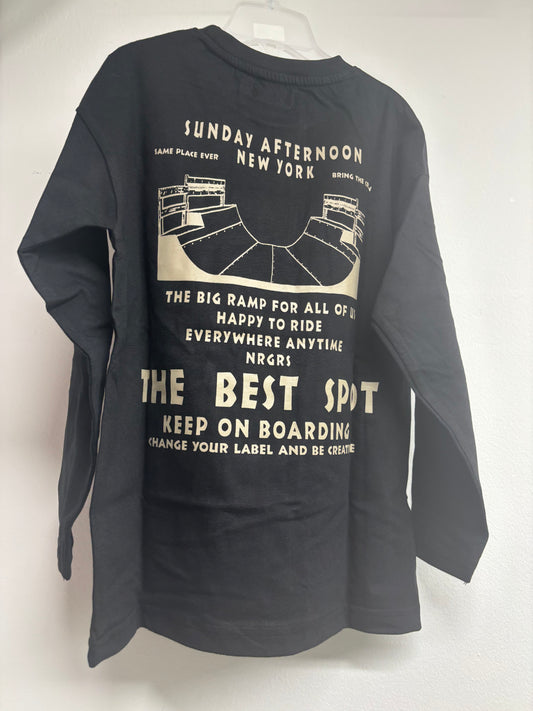 SUNDAY AFTERNOON
NEW YORK
SAME PLACE EVER
BRING THE
THE BIG RAMP FOR ALL OF US
HAPPY TO RIDE
EVERYWHERE ANYTIME
NRGRS
THE BEST SPOT
KEEP ON BOARDING
CHANGE YOUR LABEL AND BE CREATIVE